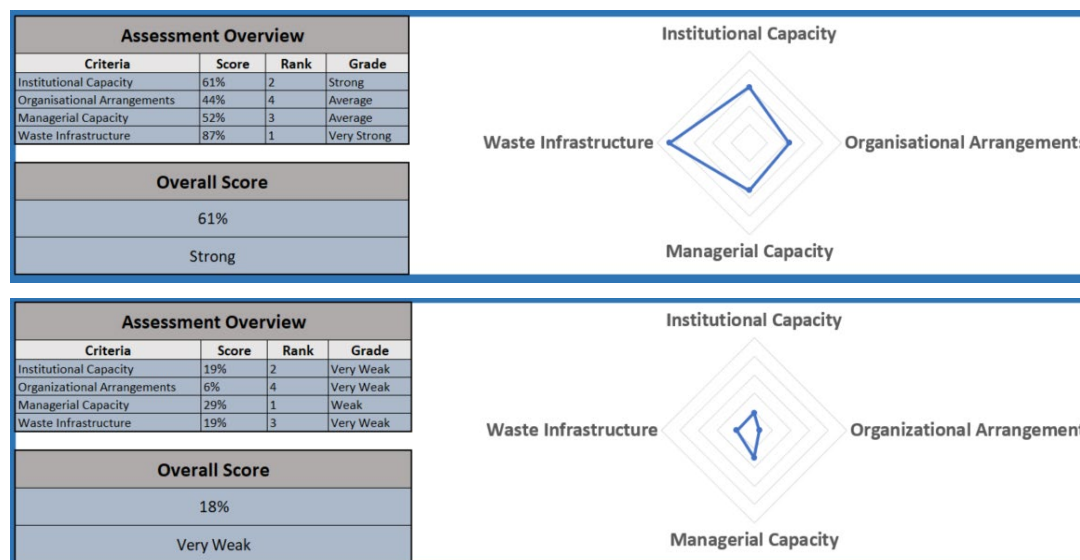 Assessment Overview
Criteria Score Rank Grade
Institutional Capacity 61% 2 Strong
Organisational Arrangements 44% 4 Average
Managerial Capacity 52% 3 Average
Waste Infrastructure 87% 1 Very Strong
Overall Score
61%
Strong
Institutional Capacity
Waste Infrastructure
Organisational Arrangements
Managerial Capacity
Assessment Overview
Criteria Score Rank Grade
Institutional Capacity 19% 2 Very Weak
Organizational Arrangements 6% 4 Very Weak
Managerial Capacity 29% 1 Weak
Waste Infrastructure 19% 3 Very Weak
Overall Score
18%
Very Weak
Institutional Capacity
Waste Infrastructure
Organizational Arrangement
Managerial Capacity